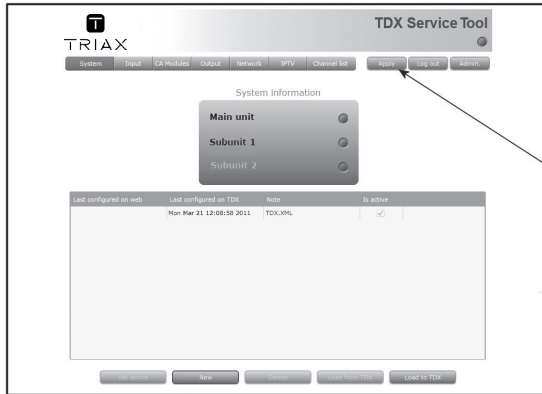 TRIAX
TDX Service Tool
System Input CA Modules Output Network IPTV Channel list Apply Log out Admin.
System information
Main unit
Subunit 1
Subunit 2
Last configured on web Last configured on TDX Note Is active
Mon Mar 21 12:08:58 2011 TDX.XML
Set active New Delete Load from TDX Load to TDX